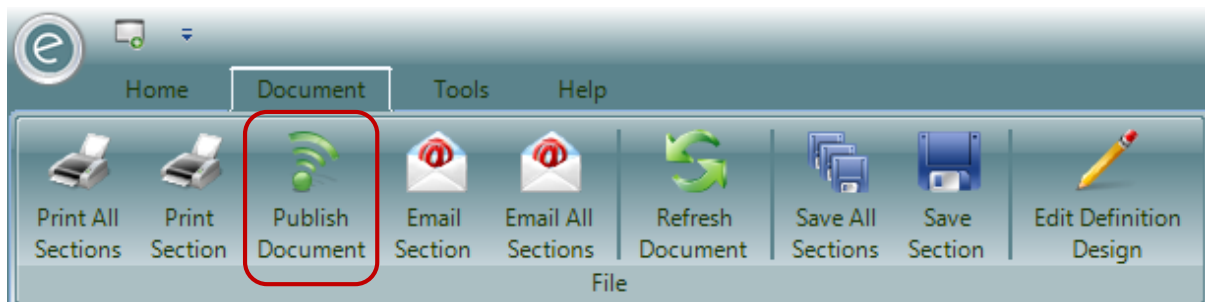 e
Home Document Tools Help
Print All Print Publish Email Email All Refresh Save All Save Edit Definition
Sections Section Document Section Sections Document Sections Section Design
File